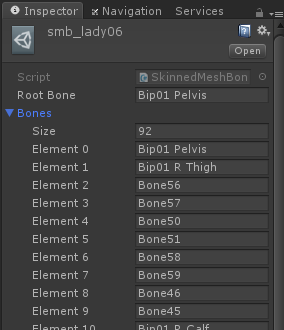 Inspector Navigation Services
smb_lady06
Open
Script SkinnedMeshBon
Root Bone Bip01 Pelvis
Bones
Size 92
Element 0 Bip01 Pelvis
Element 1 Bip01 R Thigh
Element 2 Bone56
Element 3 Bone57
Element 4 Bone50
Element 5 Bone51
Element 6 Bone58
Element 7 Bone59
Element 8 Bone46
Element 9 Bone45
Element 10 Bip01 R Calf